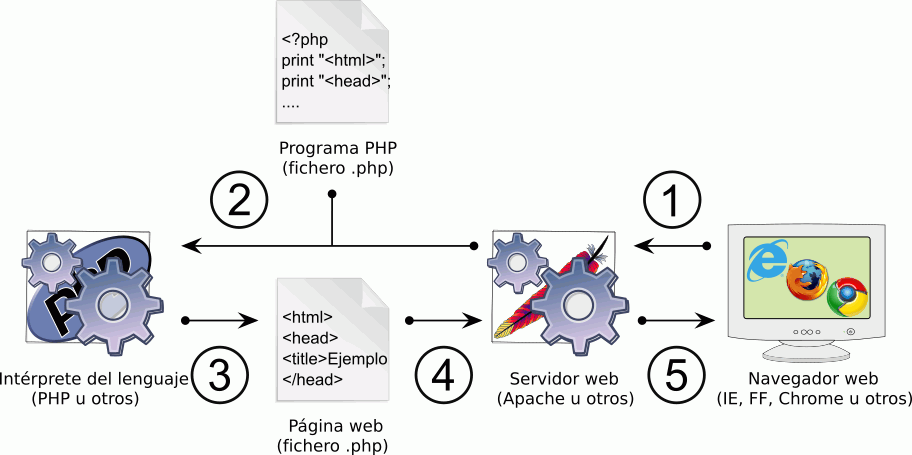 <?php
print "<html>";
print "<head>";
....
Programa PHP
(fichero .php)
2
1
PHP
<html>
<head>
<title>Ejemplo
</head>
3
4
5
Intérprete del lenguaje
(PHP u otros)
Página web
(fichero .php)
Servidor web
(Apache u otros)
Navegador web
(IE, FF, Chrome u otros)